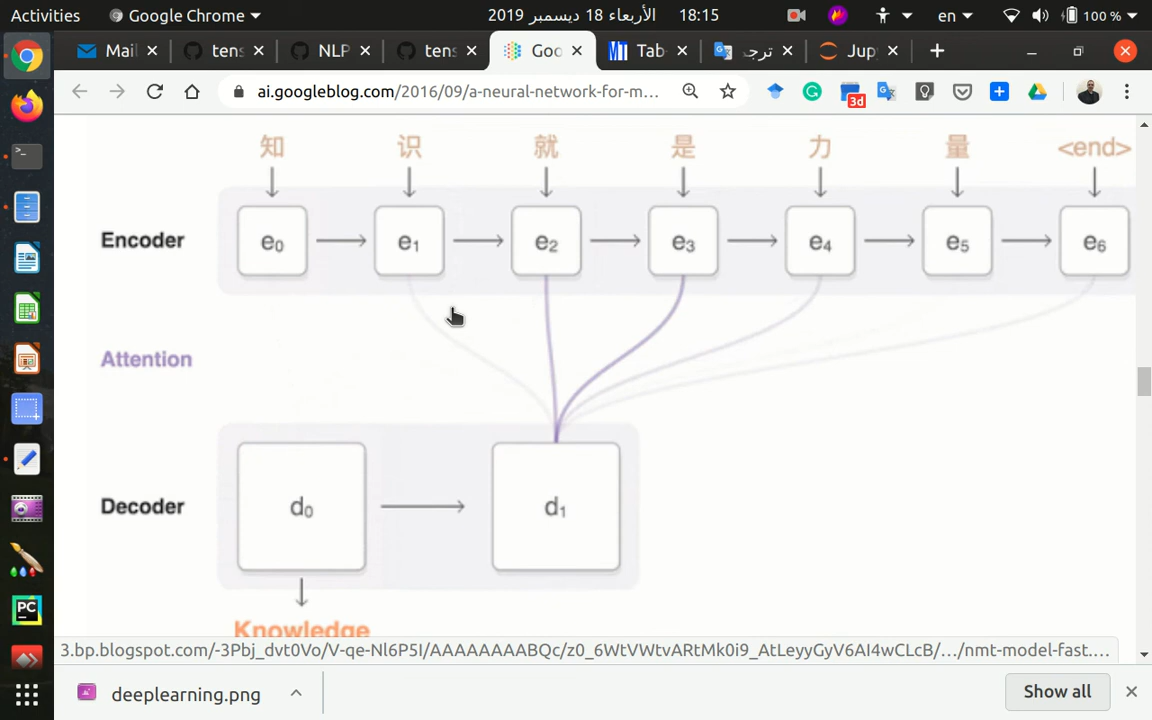 Activities
Google Chrome
الأربعاء 18 ديسمبر 2019
18:15
en
100 %
Mail
tens
NLP
tens
Goo
Tab
ترجـ
Jup
ai.googleblog.com/2016/09/a-neural-network-for-m...
3d
知 识 就 是 力 量 <end>
Encoder
e0 e1 e2 e3 e4 e5 e6
Attention
Decoder
d0 d1
Knowledge
3.bp.blogspot.com/-3Pbj_dvt0Vo/V-qe-Nl6P5I/AAAAAAAABQc/z0_6WtVWtvARtMk0i9_AtLeyyGyV6AI4wCLcB/.../nmt-model-fast....
PC
deeplearning.png
Show all